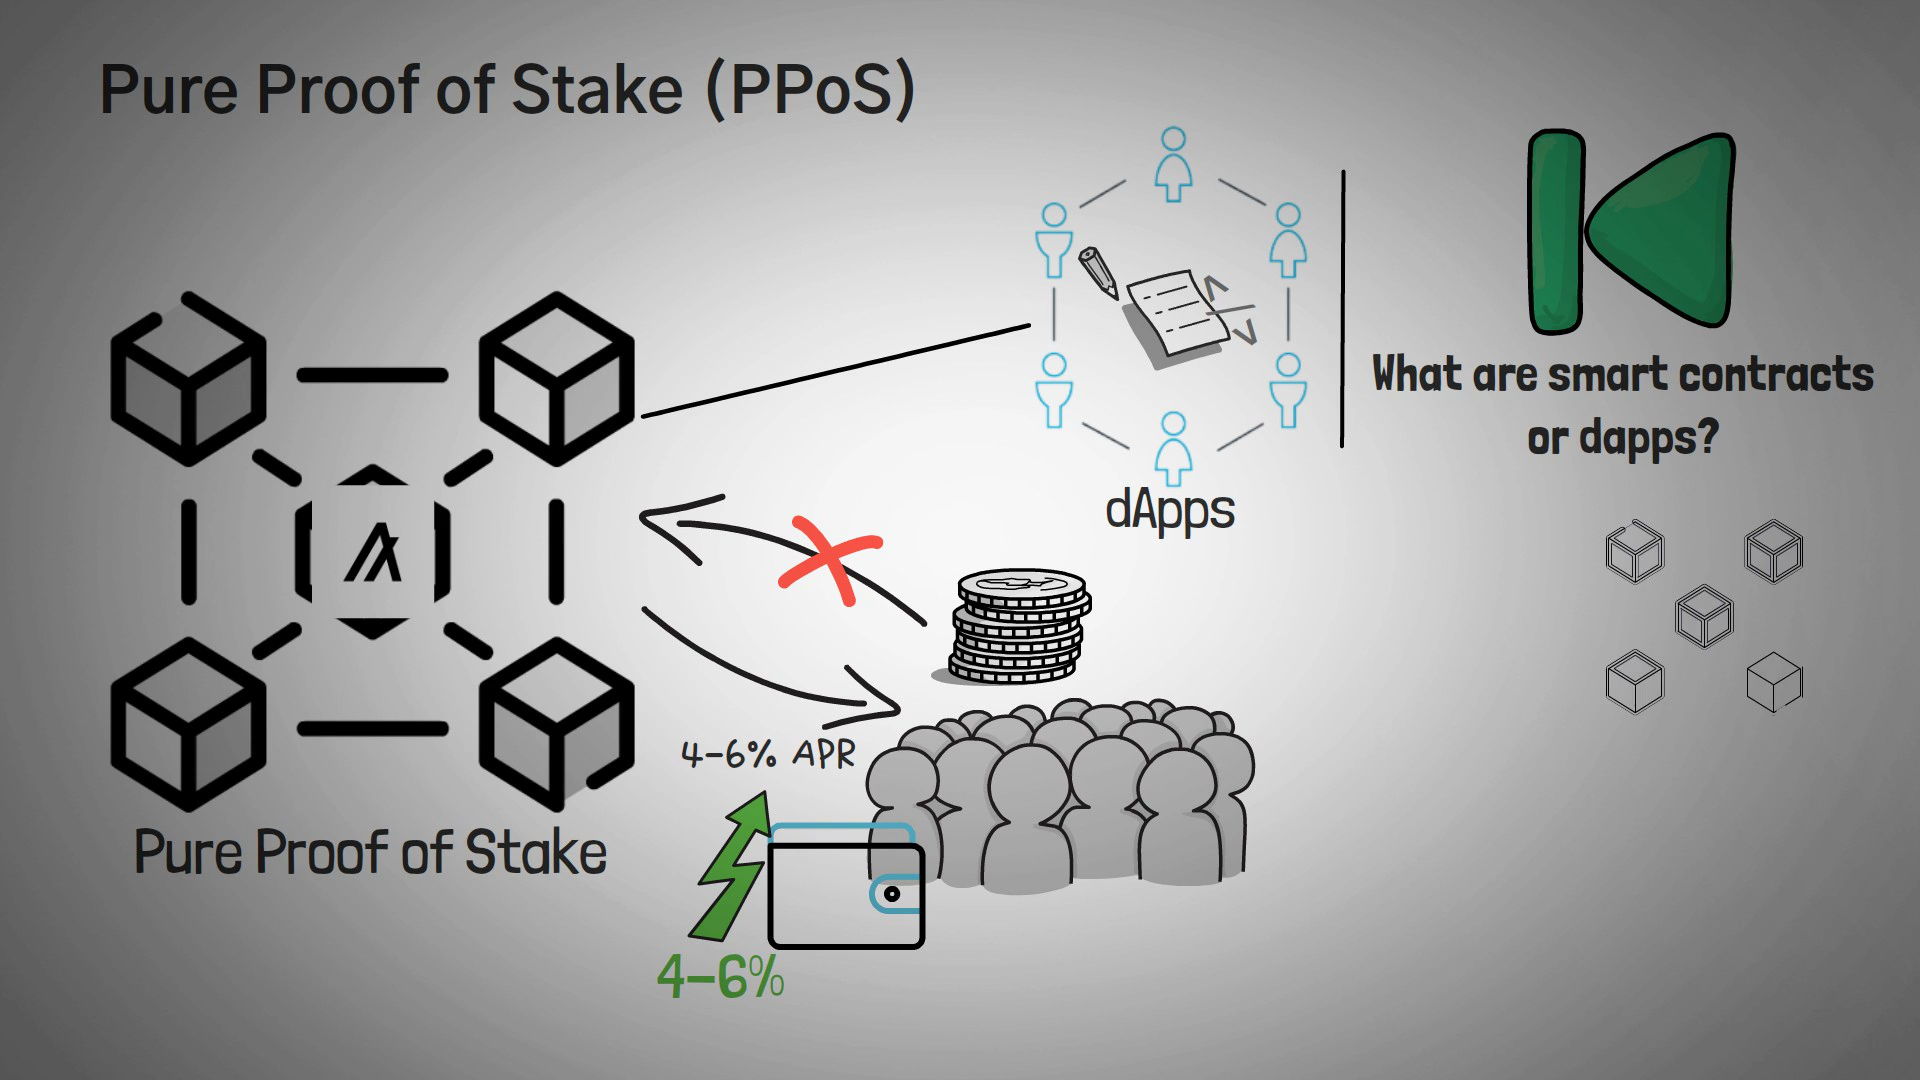 Pure Proof of Stake (PPoS)
What are smart contracts
or dapps?
dApps
4-6% APR
Pure Proof of Stake
4-6%